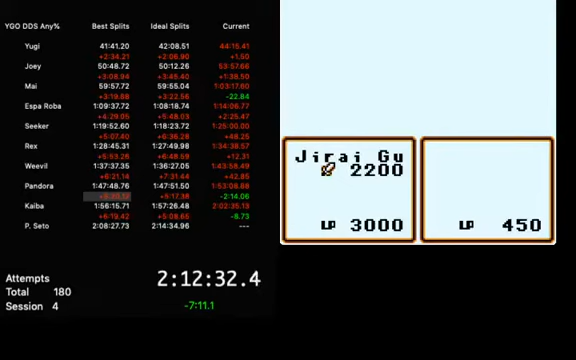 YGO DDS Any% Best Splits Ideal Splits Current
Yugi 41:41.20 42:08.51 44:15.41
+2:34.21 +2:06.90 +1.50
Joey 50:48.72 50:12.26 53:57.66
+3:08.94 +3:45.40 +1:38.50
Mai 59:57.72 59:55.04 1:03:17.60
+3:19.88 +3:22.56 -22.84
Espa Roba 1:09:37.72 1:08:18.74 1:14:06.77
+4:29.05 +5:48.03 +2:25.47
Seeker 1:19:52.60 1:18:23.72 1:25:00.00
+5:07.40 +6:36.28 +48.25
Rex 1:28:45.31 1:27:49.98 1:34:38.57
+5:53.26 +6:48.59 +12.31
Weevil 1:37:37.35 1:36:27.05 1:43:58.49
+6:21.14 +7:31.44 +42.85
Pandora 1:47:48.76 1:47:51.50 1:53:08.88
+5:17.38 -2:14.06
Kaiba 1:56:15.71 1:57:26.48 2:02:35.13
+6:19.42 +5:08.65 -8.73
P. Seto 2:08:27.73 2:14:34.96 ---
Attempts
Total 180
Session 4
2:12:32.4
-7:11.1
Jirai Gu
2200
LP 3000
LP 450